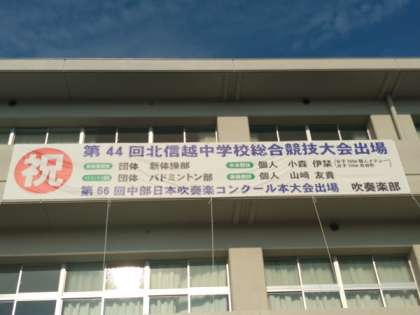 祝
第44回北信越中学校総合競技大会出場
団体 新体操部 個人 小森 伊栞
団体 バドミントン部 個人 山崎 友貴
第66回中部日本吹奏楽コンクール本大会出場 吹奏楽部